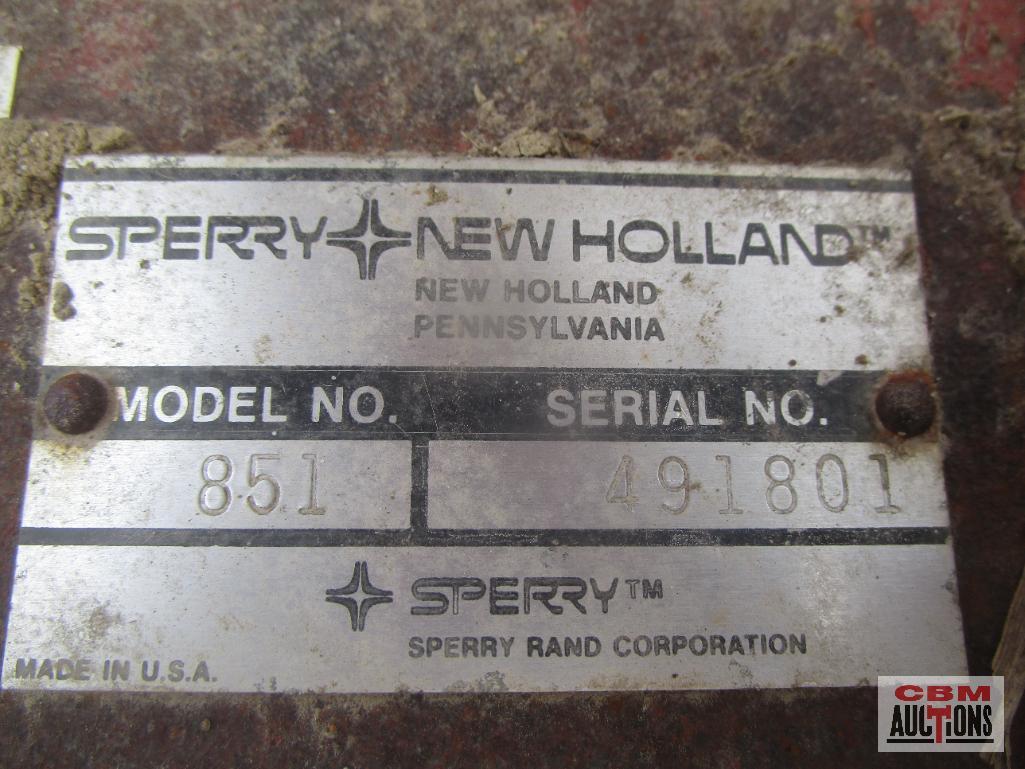 SPERRY NEW HOLLAND™
NEW HOLLAND
PENNSYLVANIA
MODEL NO. SERIAL NO.
851 491801
SPERRY™
SPERRY RAND CORPORATION
MADE IN U.S.A.
CBM
AUCTIONS